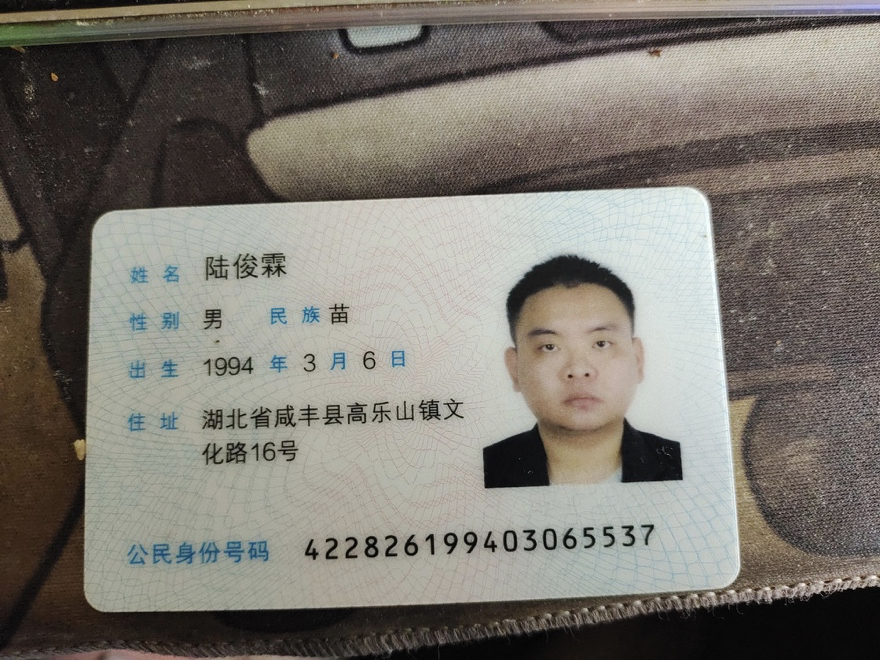 姓名 陆俊霖
性别 男 民族 苗
出生 1994 年 3 月 6 日
住址 湖北省咸丰县高乐山镇文
化路16号
公民身份号码 422826199403065537